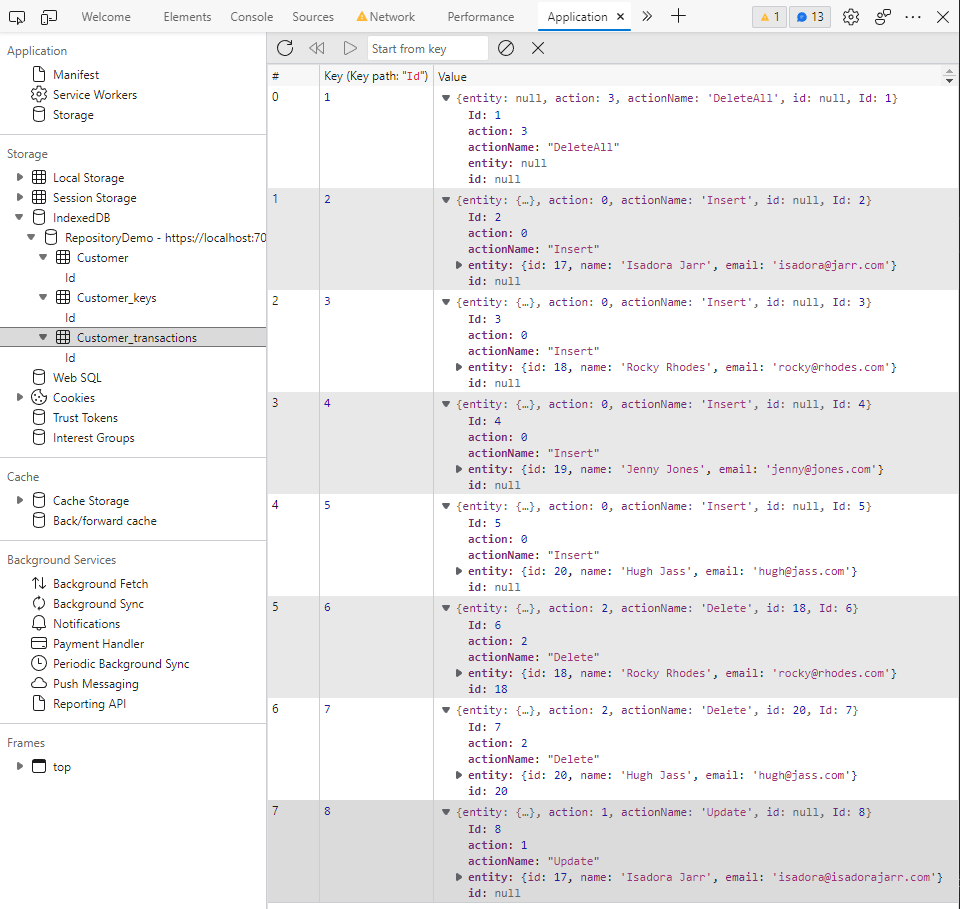 Welcome Elements Console Sources Network Performance Application 1 13
Application
Manifest
Service Workers
Storage
Storage
Local Storage
Session Storage
IndexedDB
RepositoryDemo - https://localhost:70
Customer
Id
Customer_keys
Id
Customer_transactions
Id
Web SQL
Cookies
Trust Tokens
Interest Groups
Cache
Cache Storage
Back/forward cache
Background Services
Background Fetch
Background Sync
Notifications
Payment Handler
Periodic Background Sync
Push Messaging
Reporting API
Frames
top
Start from key
# Key (Key path: "Id") Value
0 1 {entity: null, action: 3, actionName: 'DeleteAll', id: null, Id: 1}
Id: 1
action: 3
actionName: "DeleteAll"
entity: null
id: null
1 2 {entity: {…}, action: 0, actionName: 'Insert', id: null, Id: 2}
Id: 2
action: 0
actionName: "Insert"
entity: {id: 17, name: 'Isadora Jarr', email: 'isadora@jarr.com'}
id: null
2 3 {entity: {…}, action: 0, actionName: 'Insert', id: null, Id: 3}
Id: 3
action: 0
actionName: "Insert"
entity: {id: 18, name: 'Rocky Rhodes', email: 'rocky@rhodes.com'}
id: null
3 4 {entity: {…}, action: 0, actionName: 'Insert', id: null, Id: 4}
Id: 4
action: 0
actionName: "Insert"
entity: {id: 19, name: 'Jenny Jones', email: 'jenny@jones.com'}
id: null
4 5 {entity: {…}, action: 0, actionName: 'Insert', id: null, Id: 5}
Id: 5
action: 0
actionName: "Insert"
entity: {id: 20, name: 'Hugh Jass', email: 'hugh@jass.com'}
id: null
5 6 {entity: {…}, action: 2, actionName: 'Delete', id: 18, Id: 6}
Id: 6
action: 2
actionName: "Delete"
entity: {id: 18, name: 'Rocky Rhodes', email: 'rocky@rhodes.com'}
id: 18
6 7 {entity: {…}, action: 2, actionName: 'Delete', id: 20, Id: 7}
Id: 7
action: 2
actionName: "Delete"
entity: {id: 20, name: 'Hugh Jass', email: 'hugh@jass.com'}
id: 20
7 8 {entity: {…}, action: 1, actionName: 'Update', id: null, Id: 8}
Id: 8
action: 1
actionName: "Update"
entity: {id: 17, name: 'Isadora Jarr', email: 'isadora@isadorajarr.com'}
id: null